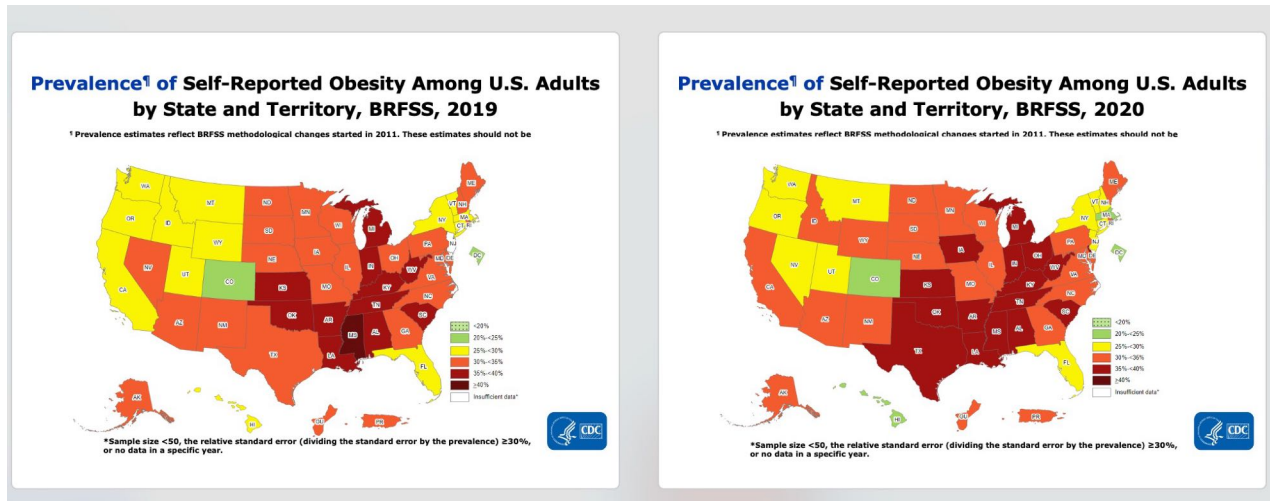 Prevalence¶ of Self-Reported Obesity Among U.S. Adults
by State and Territory, BRFSS, 2019
¶ Prevalence estimates reflect BRFSS methodological changes started in 2011. These estimates should not be
WA
OR
CA
ID
NV
MT
WY
UT
AZ
CO
NM
ND
SD
NE
KS
OK
TX
MN
IA
MO
AR
LA
WI
IL
MS
MI
IN
KY
TN
AL
OH
WV
GA
FL
SC
NC
VA
PA
NY
MD
DE
NJ
CT
RI
MA
VT
NH
ME
DC
AK
HI
GU
PR
<20%
20%-<25%
25%-<30%
30%-<35%
35%-<40%
≥40%
Insufficient data*
*Sample size <50, the relative standard error (dividing the standard error by the prevalence) ≥30%,
or no data in a specific year.
CDC
Prevalence¶ of Self-Reported Obesity Among U.S. Adults
by State and Territory, BRFSS, 2020
¶ Prevalence estimates reflect BRFSS methodological changes started in 2011. These estimates should not be
WA
OR
CA
ID
NV
MT
WY
UT
AZ
CO
NM
ND
SD
NE
KS
OK
TX
MN
IA
MO
AR
LA
WI
IL
MS
MI
IN
KY
TN
AL
OH
WV
GA
FL
SC
NC
VA
PA
NY
MD
DE
NJ
CT
RI
MA
VT
NH
ME
DC
AK
HI
GU
PR
<20%
20%-<25%
25%-<30%
30%-<35%
35%-<40%
≥40%
Insufficient data*
*Sample size <50, the relative standard error (dividing the standard error by the prevalence) ≥30%,
or no data in a specific year.
CDC